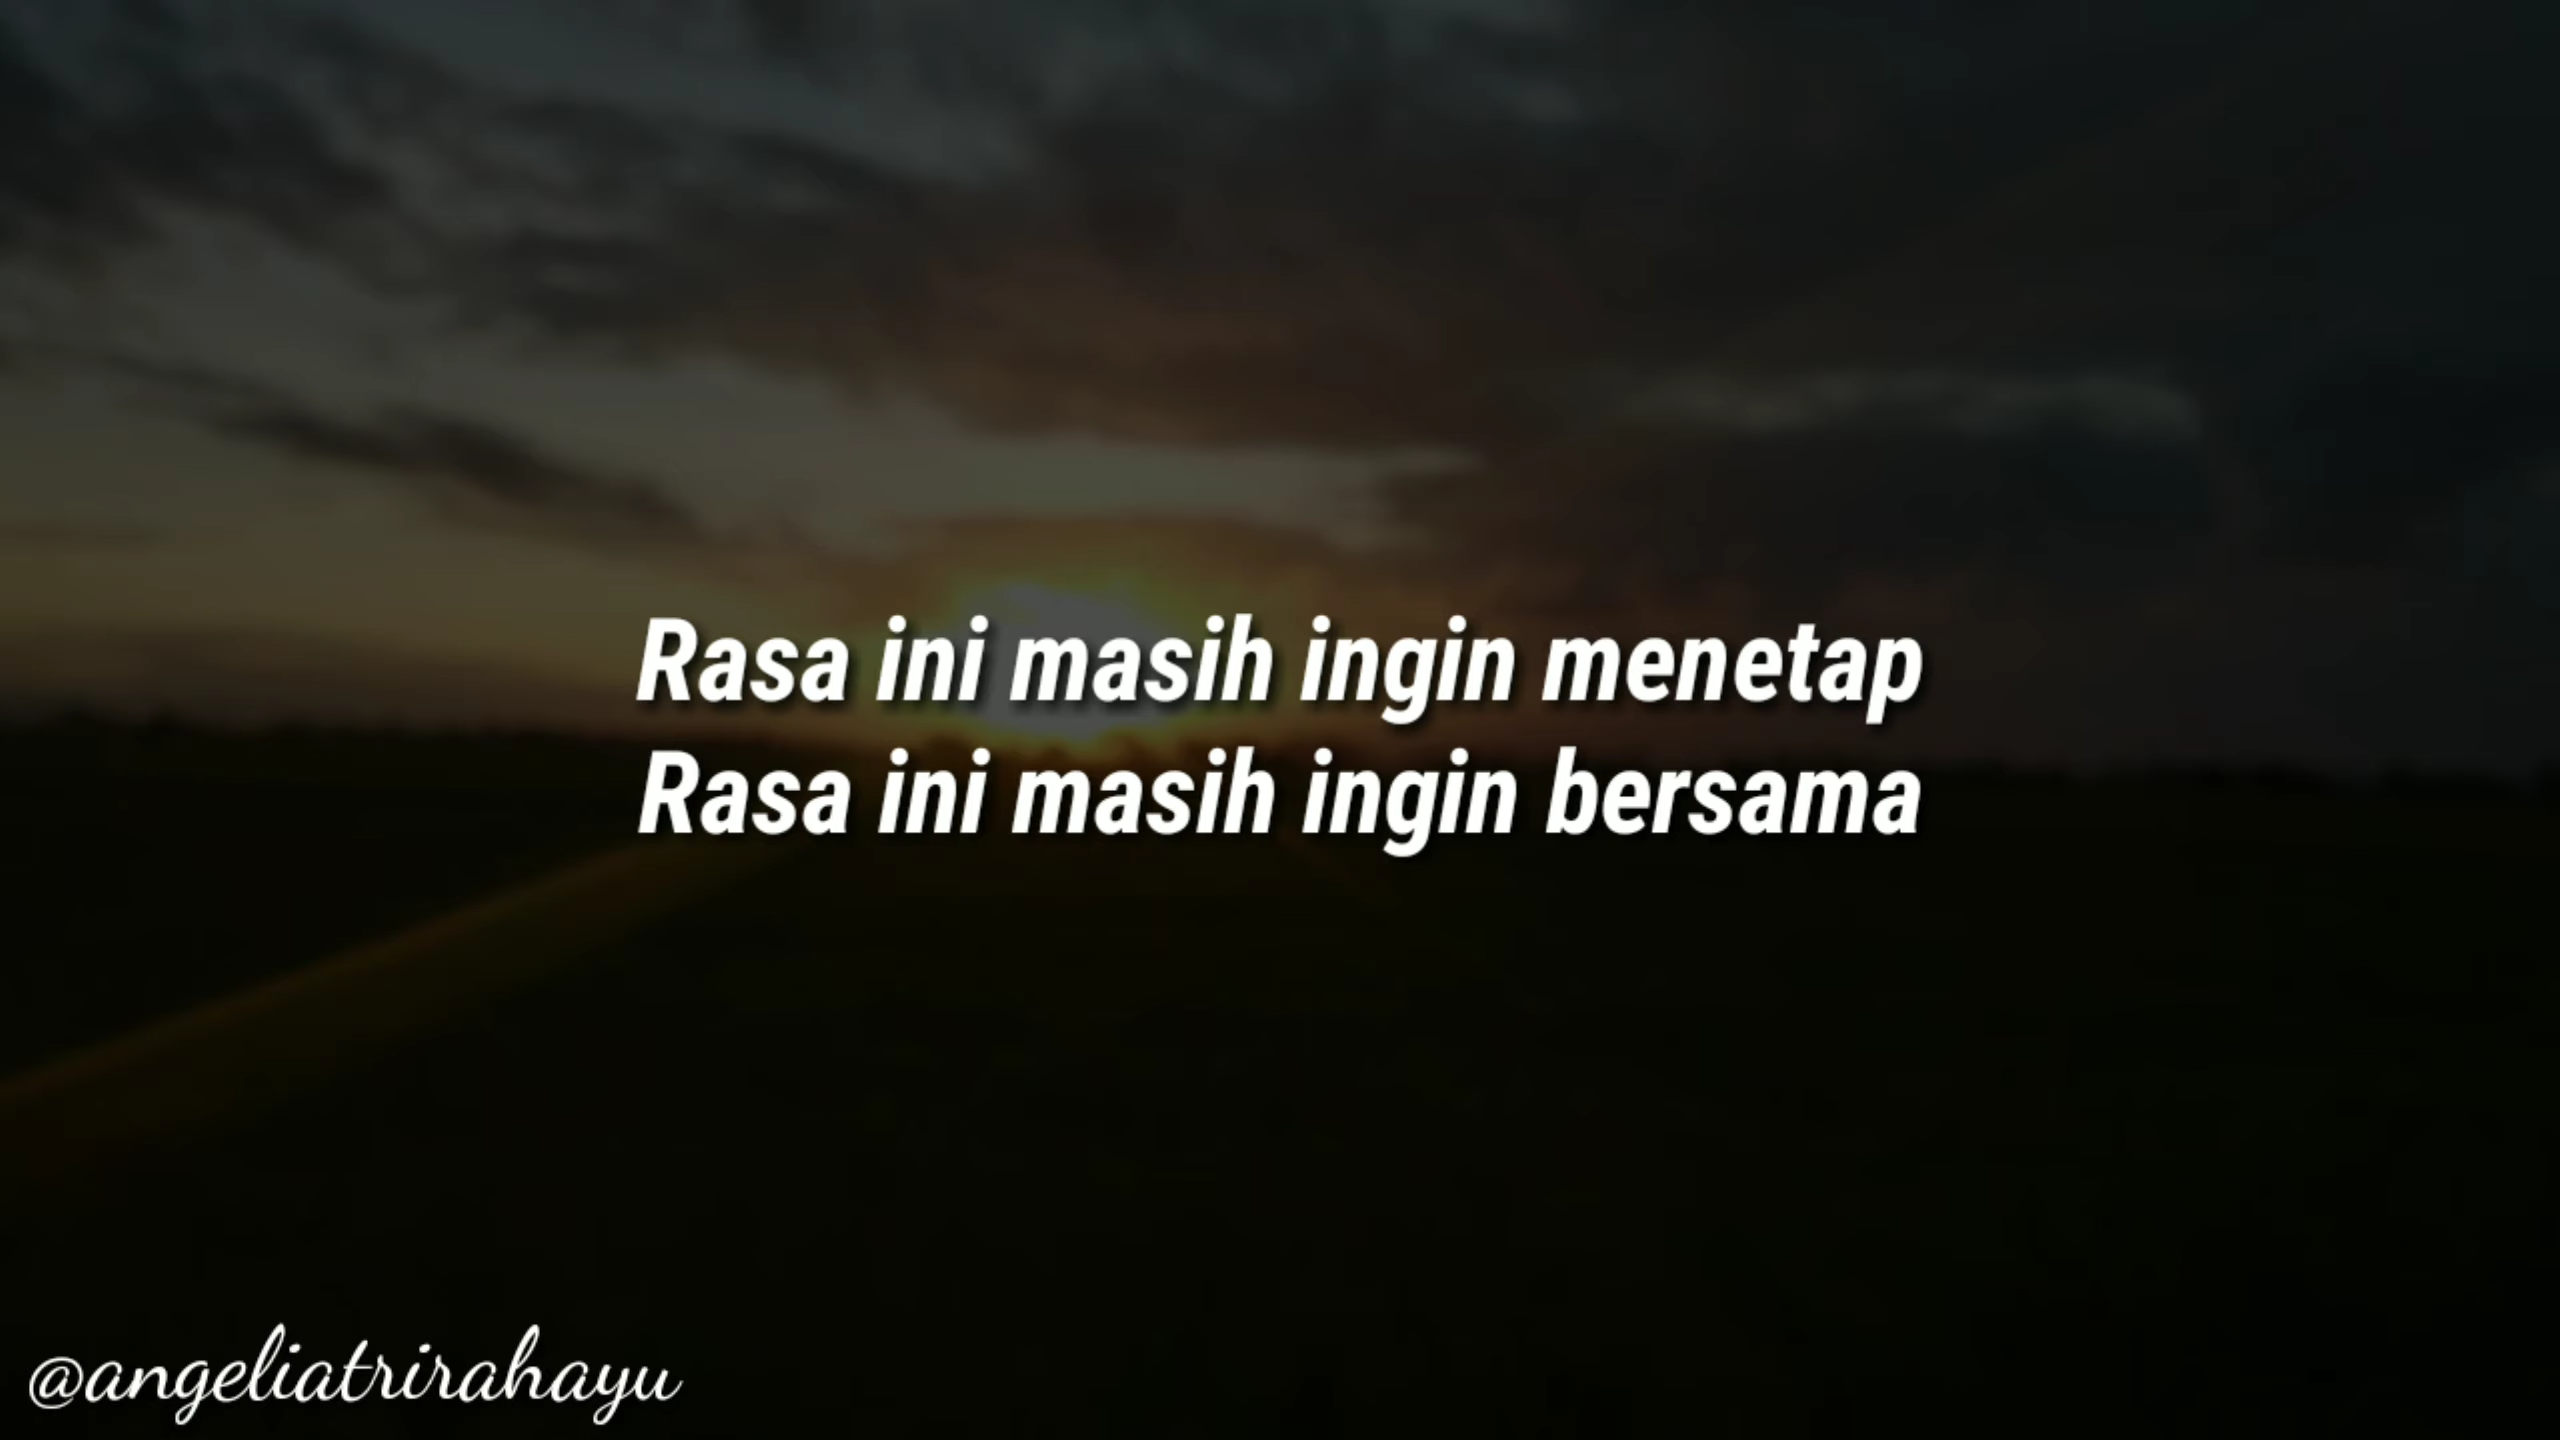 Rasa ini masih ingin menetap
Rasa ini masih ingin bersama
@angeliatrirahayu